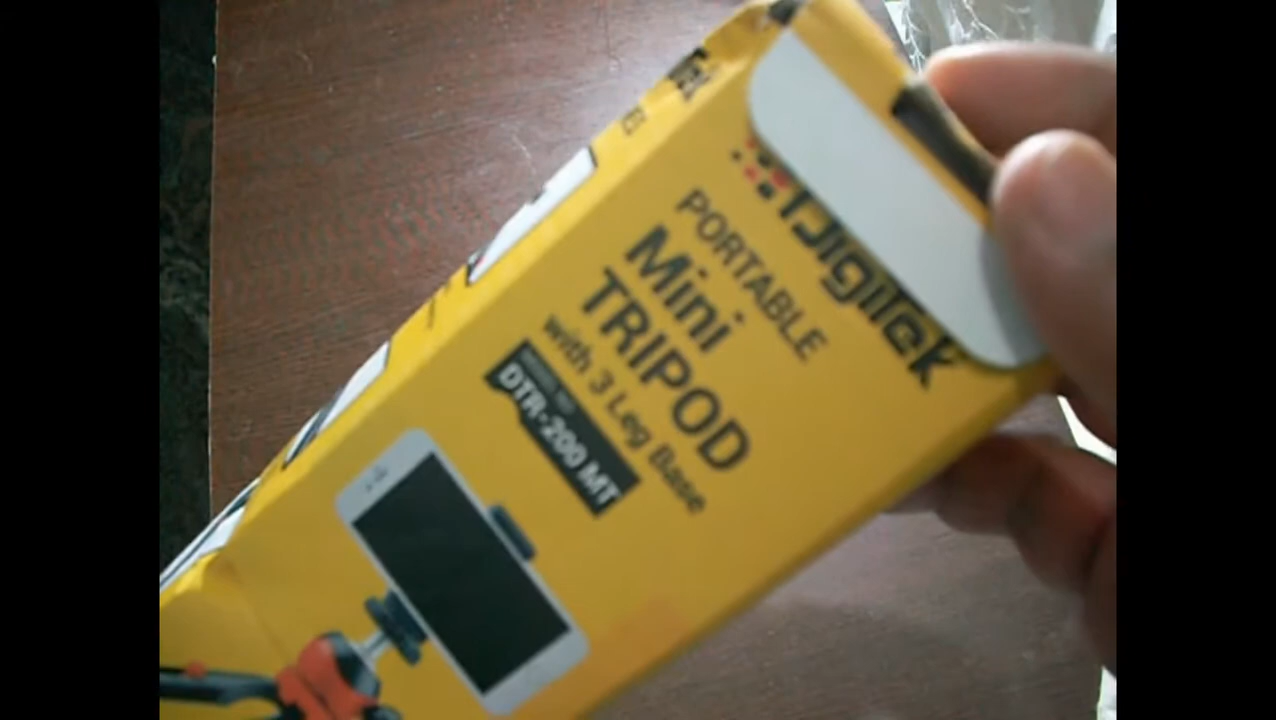 DigiTek
PORTABLE
Mini
TRIPOD
with 3 Leg Base
DTR-200 MT